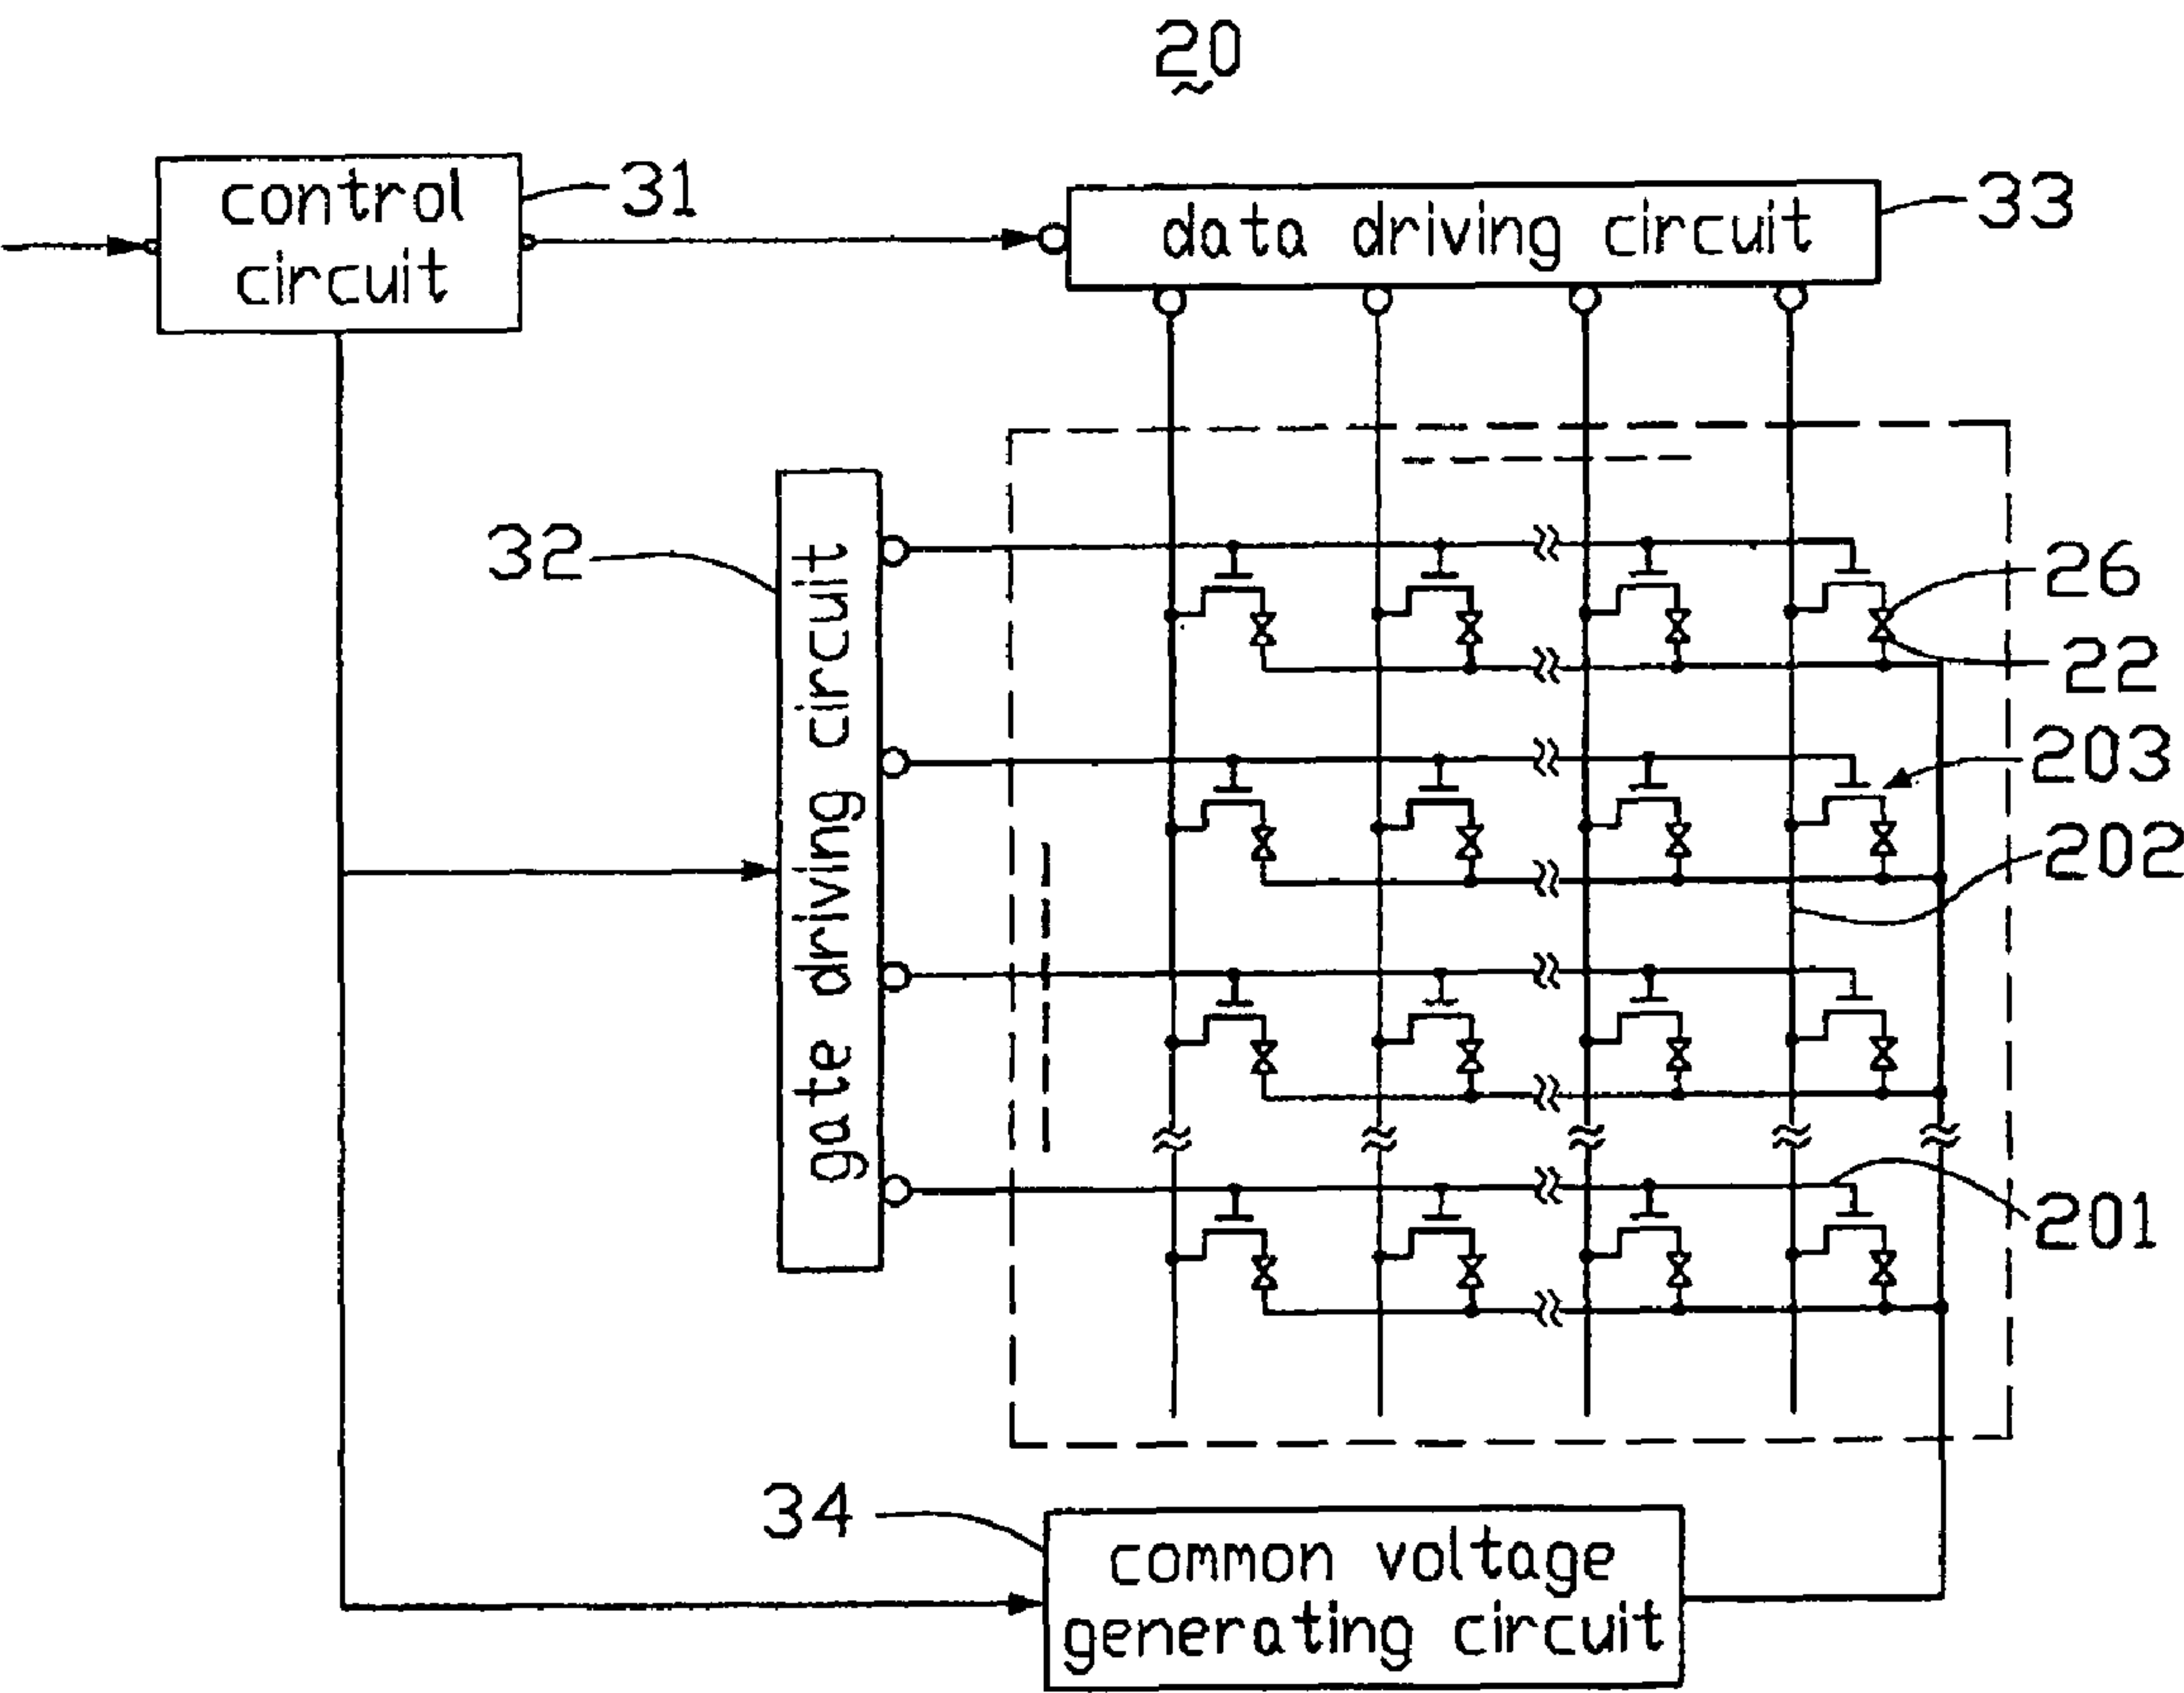 20
control
circuit
31
data driving circuit
33
32
gate driving circuit
26
22
203
202
201
34
common voltage
generating circuit